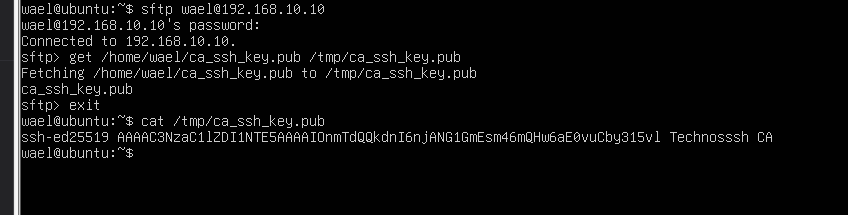 wael@ubuntu:~$ sftp wael@192.168.10.10
wael@192.168.10.10's password:
Connected to 192.168.10.10.
sftp> get /home/wael/ca_ssh_key.pub /tmp/ca_ssh_key.pub
Fetching /home/wael/ca_ssh_key.pub to /tmp/ca_ssh_key.pub
ca_ssh_key.pub
sftp> exit
wael@ubuntu:~$ cat /tmp/ca_ssh_key.pub
ssh-ed25519 AAAAC3NzaC1lZDI1NTE5AAAAIOnmTdQQkdnI6njANG1GmEsm46mQHw6aE0vuCby315vl Technosssh CA
wael@ubuntu:~$